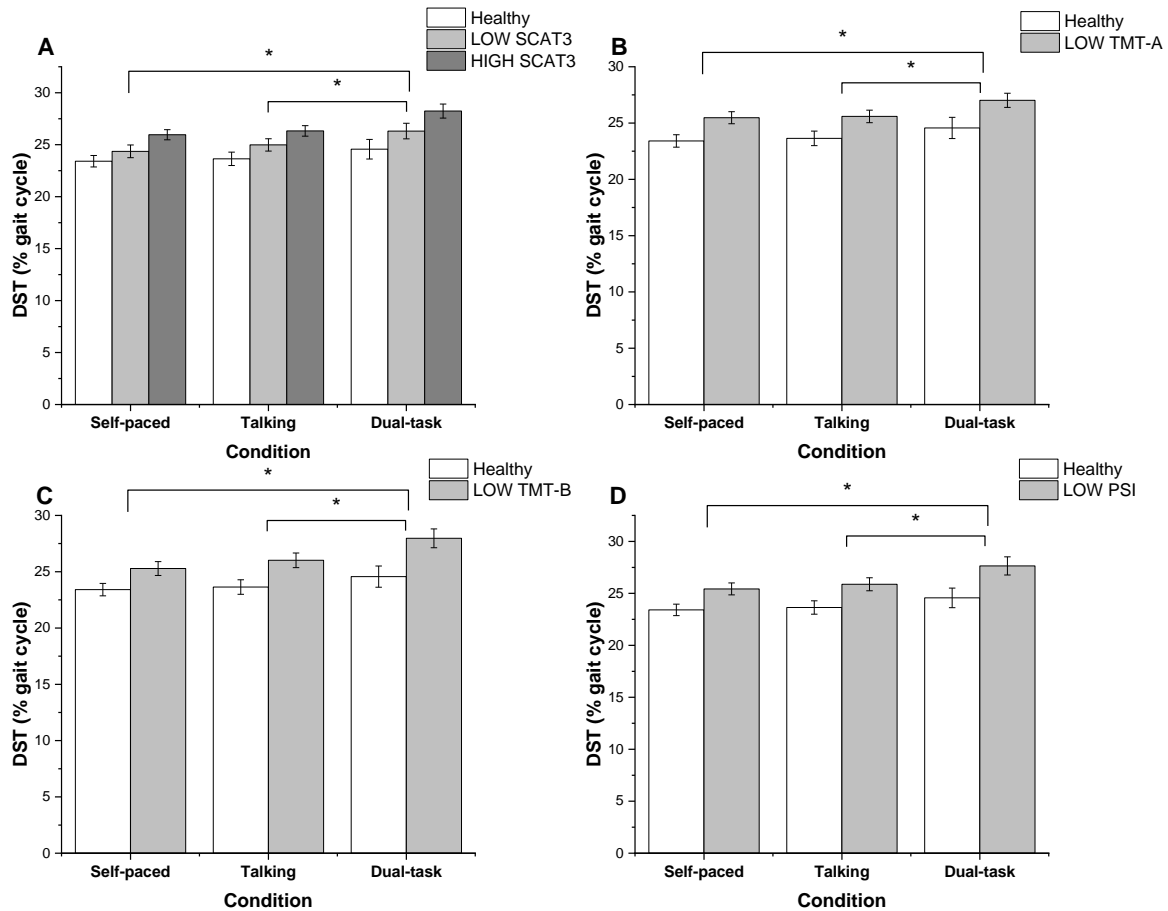 A
Healthy
LOW SCAT3
HIGH SCAT3
*
*
DST (% gait cycle)
30
25
20
15
10
5
0
Self-paced Talking Dual-task
Condition
B
Healthy
LOW TMT-A
*
*
DST (% gait cycle)
30
25
20
15
10
5
0
Self-paced Talking Dual-task
Condition
C
Healthy
LOW TMT-B
*
*
DST (% gait cycle)
30
25
20
15
10
5
0
Self-paced Talking Dual-task
Condition
D
Healthy
LOW PSI
*
*
DST (% gait cycle)
30
25
20
15
10
5
0
Self-paced Talking Dual-task
Condition